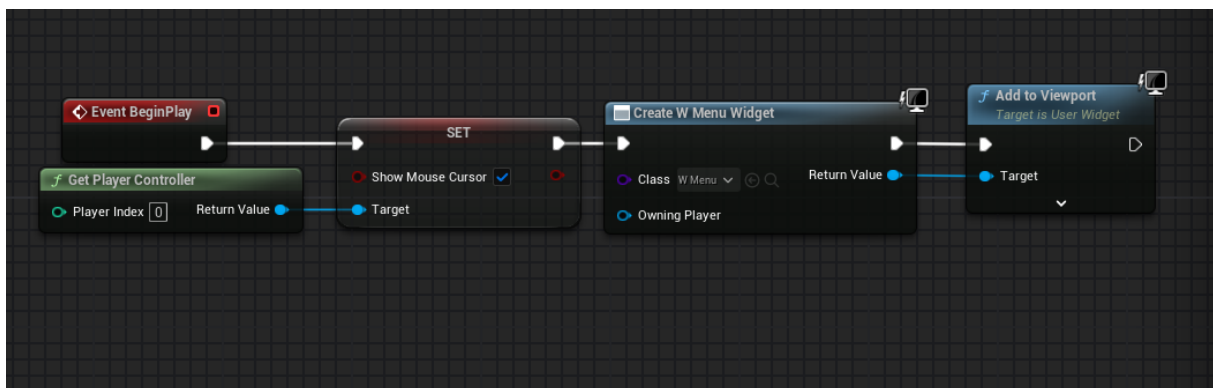 Event BeginPlay
f Get Player Controller
Player Index 0
Return Value
SET
Show Mouse Cursor
Target
Create W Menu Widget
Class W Menu
Return Value
Owning Player
f Add to Viewport
Target is User Widget
Target